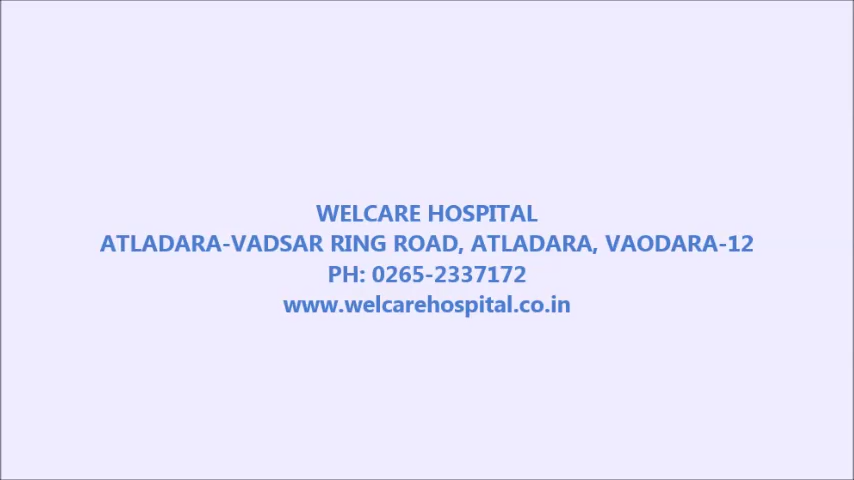 WELCARE HOSPITAL
ATLADARA-VADSAR RING ROAD, ATLADARA, VAODARA-12
PH: 0265-2337172
www.welcarehospital.co.in